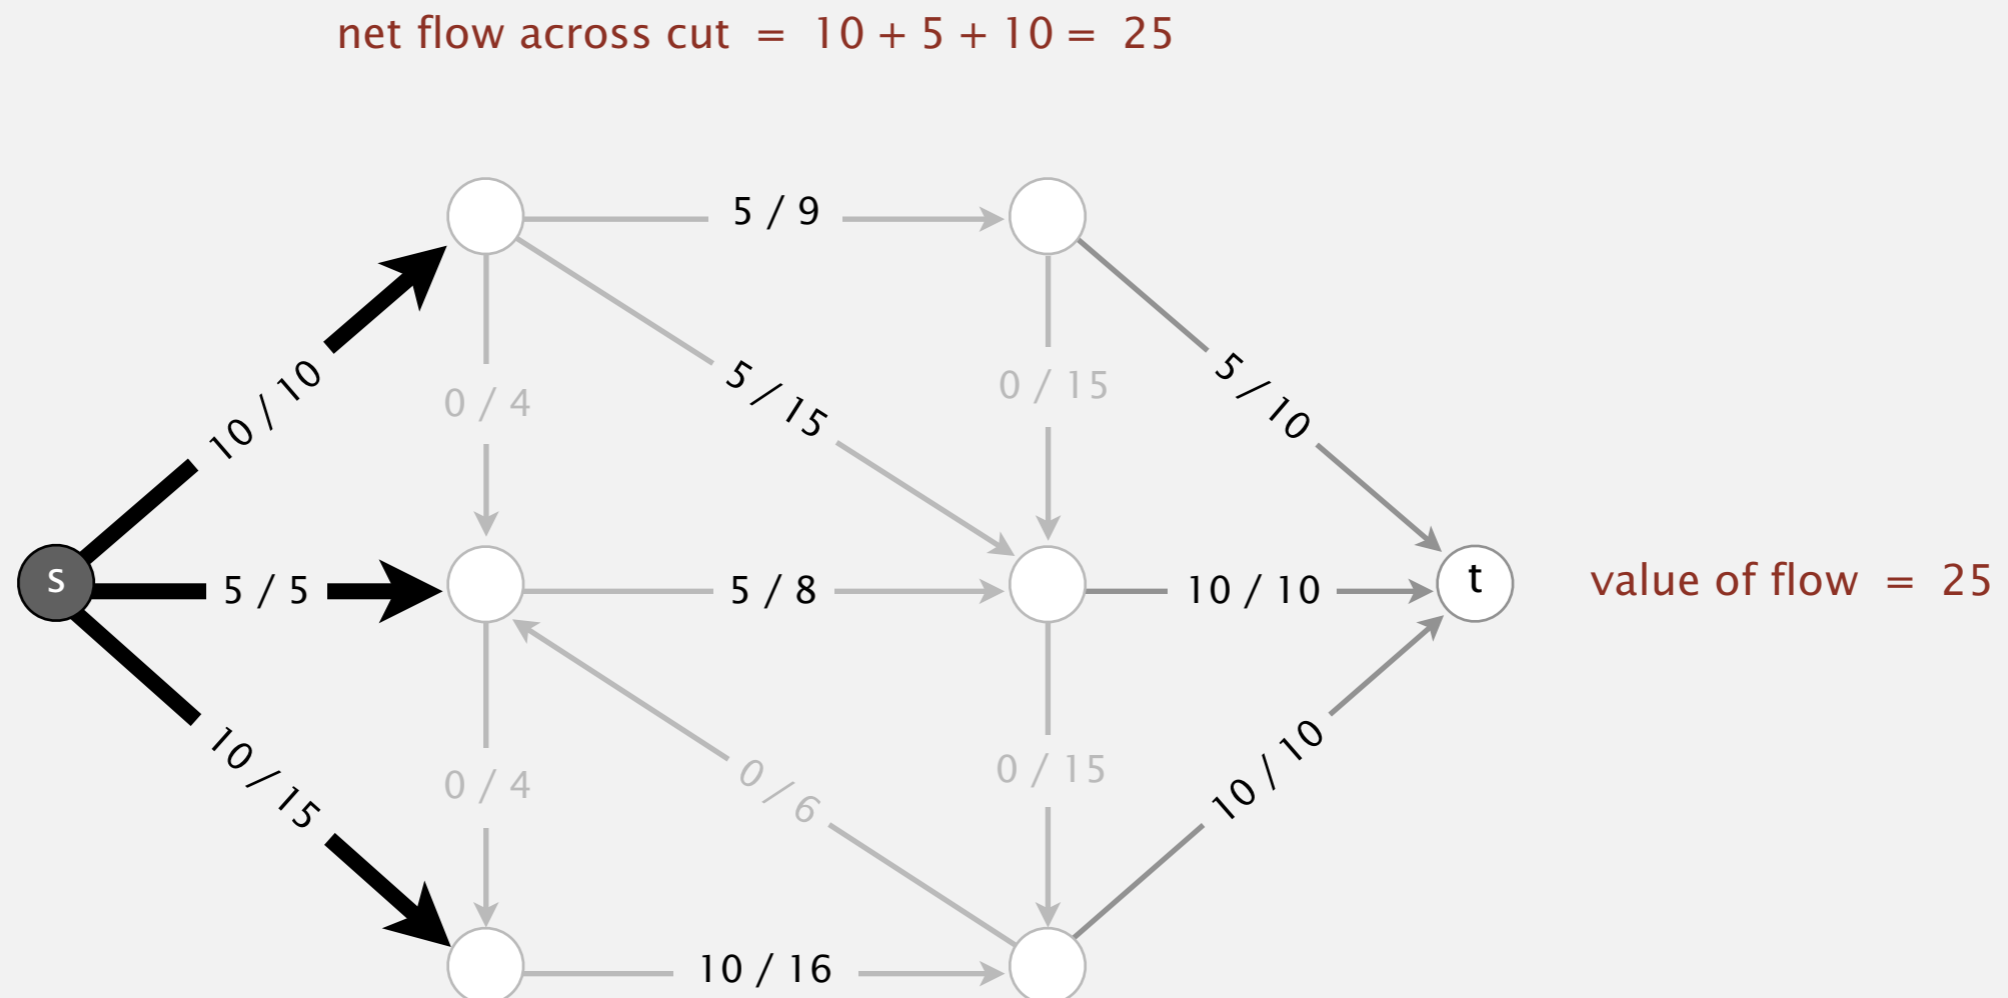 net flow across cut = 10 + 5 + 10 = 25
5 / 9
10 / 10
0 / 4
5 / 15
0 / 15
5 / 10
s
5 / 5
5 / 8
10 / 10
t
value of flow = 25
10 / 15
0 / 4
0 / 6
0 / 15
10 / 10
10 / 16